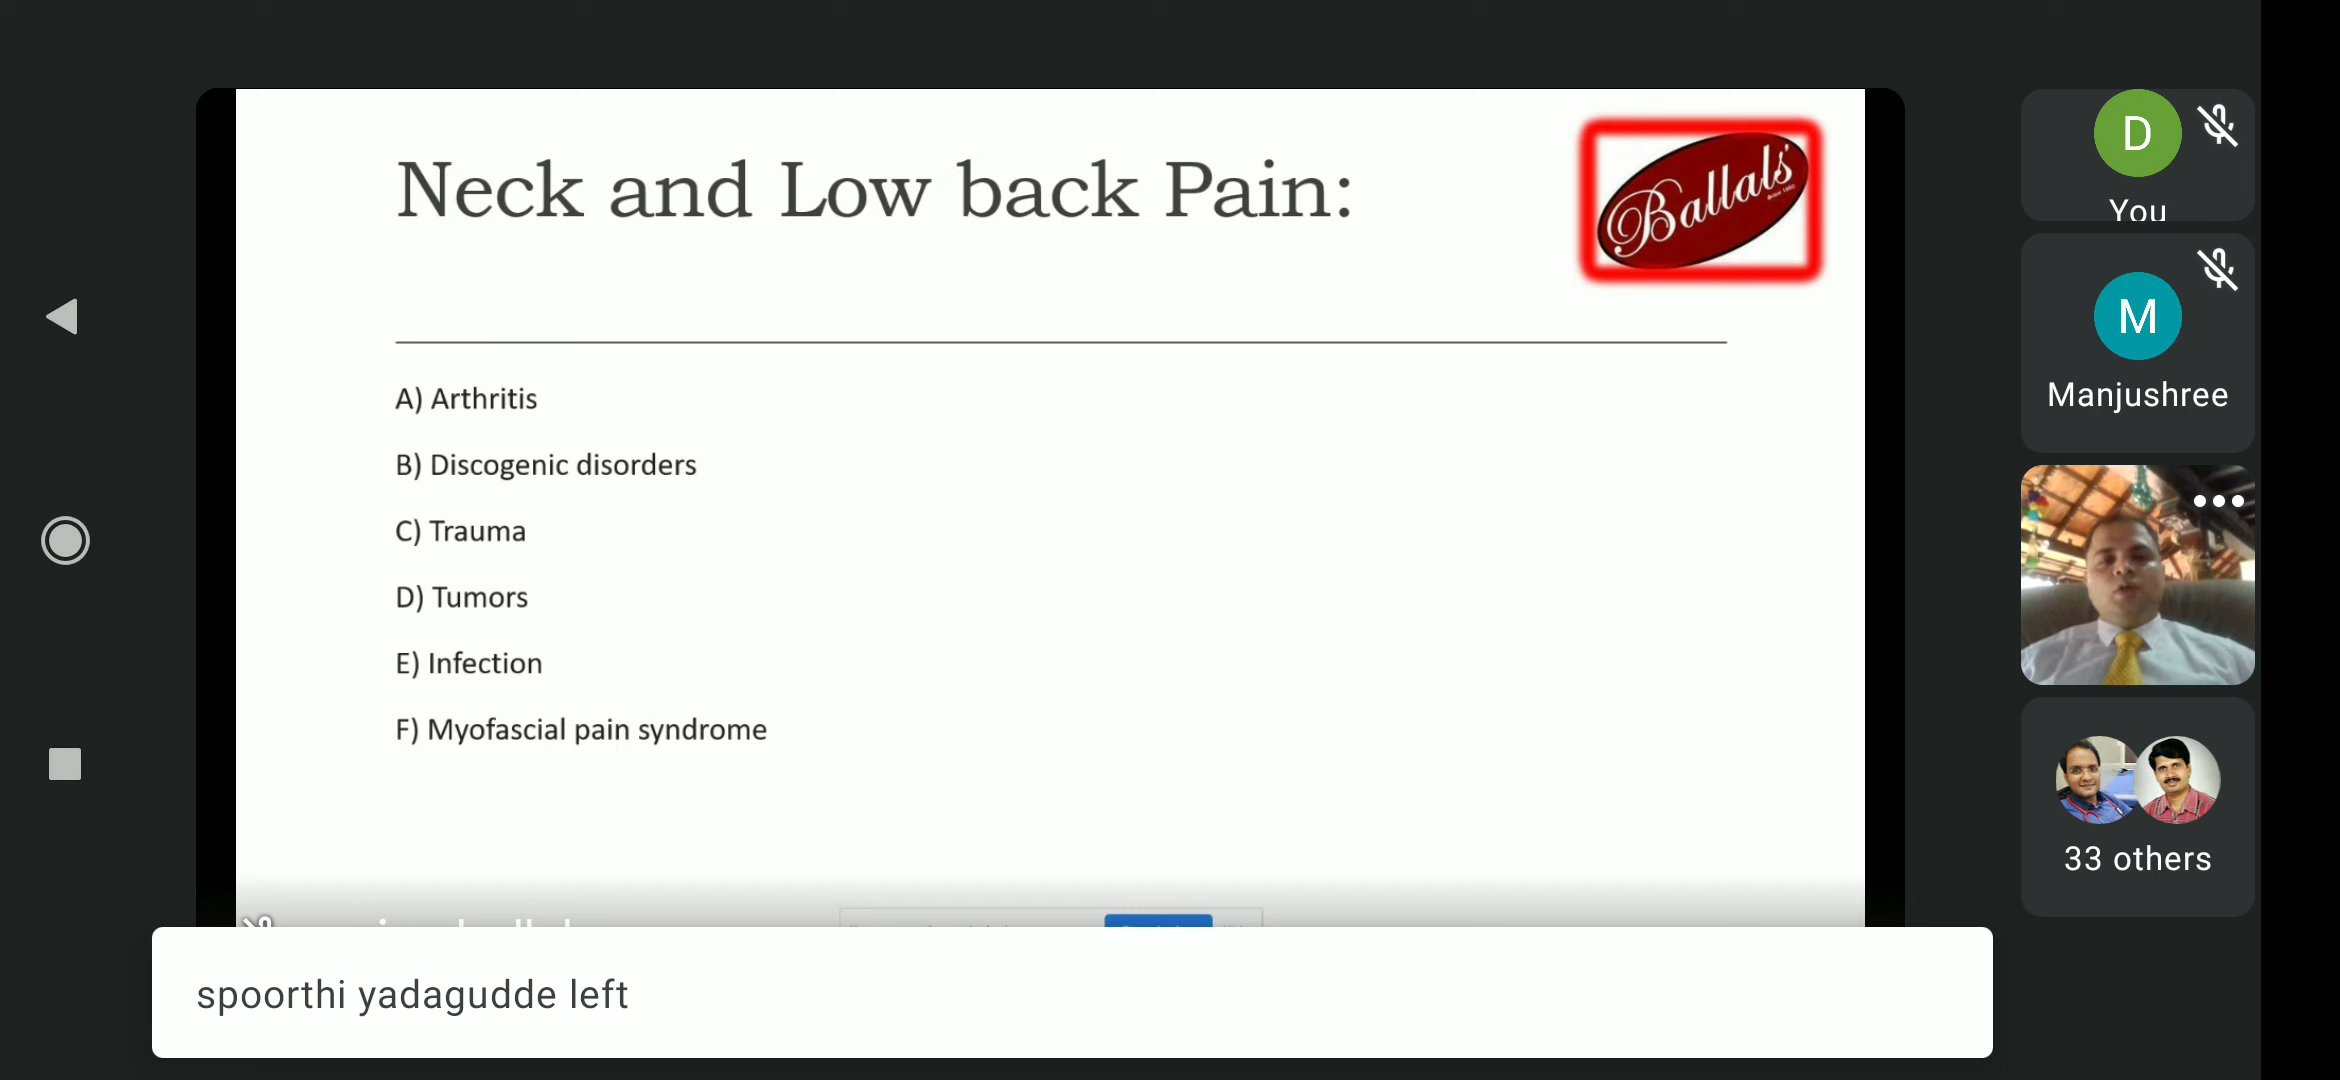 Neck and Low back Pain:
Ballals'
A) Arthritis
B) Discogenic disorders
C) Trauma
D) Tumors
E) Infection
F) Myofascial pain syndrome
D
You
M
Manjushree
33 others
spoorthi yadagudde left